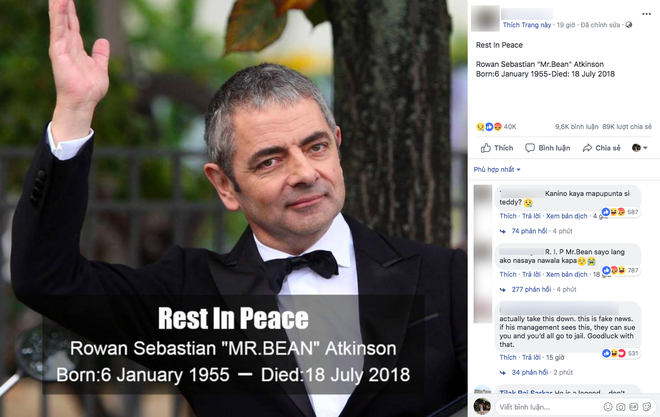 Rest In Peace
Rowan Sebastian "MR.BEAN" Atkinson
Born:6 January 1955 – Died:18 July 2018
Thích Trang này · 19 giờ · Đã chỉnh sửa ·
Rest In Peace
Rowan Sebastian "Mr.Bean" Atkinson
Born:6 January 1955-Died: 18 July 2018
40K
9,6K bình luận 89K lượt chia sẻ
Thích Bình luận Chia sẻ
Phù hợp nhất
Kanino kaya mapupunta si
teddy?
587
Thích · Trả lời · Xem bản dịch · 4 giờ
74 phản hồi · 4 phút
R, I, P Mr.Bean sayo lang
ako nasaya nawala kapa
787
Thích · Trả lời · Xem bản dịch · 18
277 phản hồi · 4 phút
actually take this down. this is fake news.
if his management sees this, they can sue
you and you'd all go to jail. Goodluck with
that.
531
Thích · Trả lời · 15 giờ
34 phản hồi · 2 phút
Tilak Raj Sarkar He is a legend.. don't
Viết bình luận...